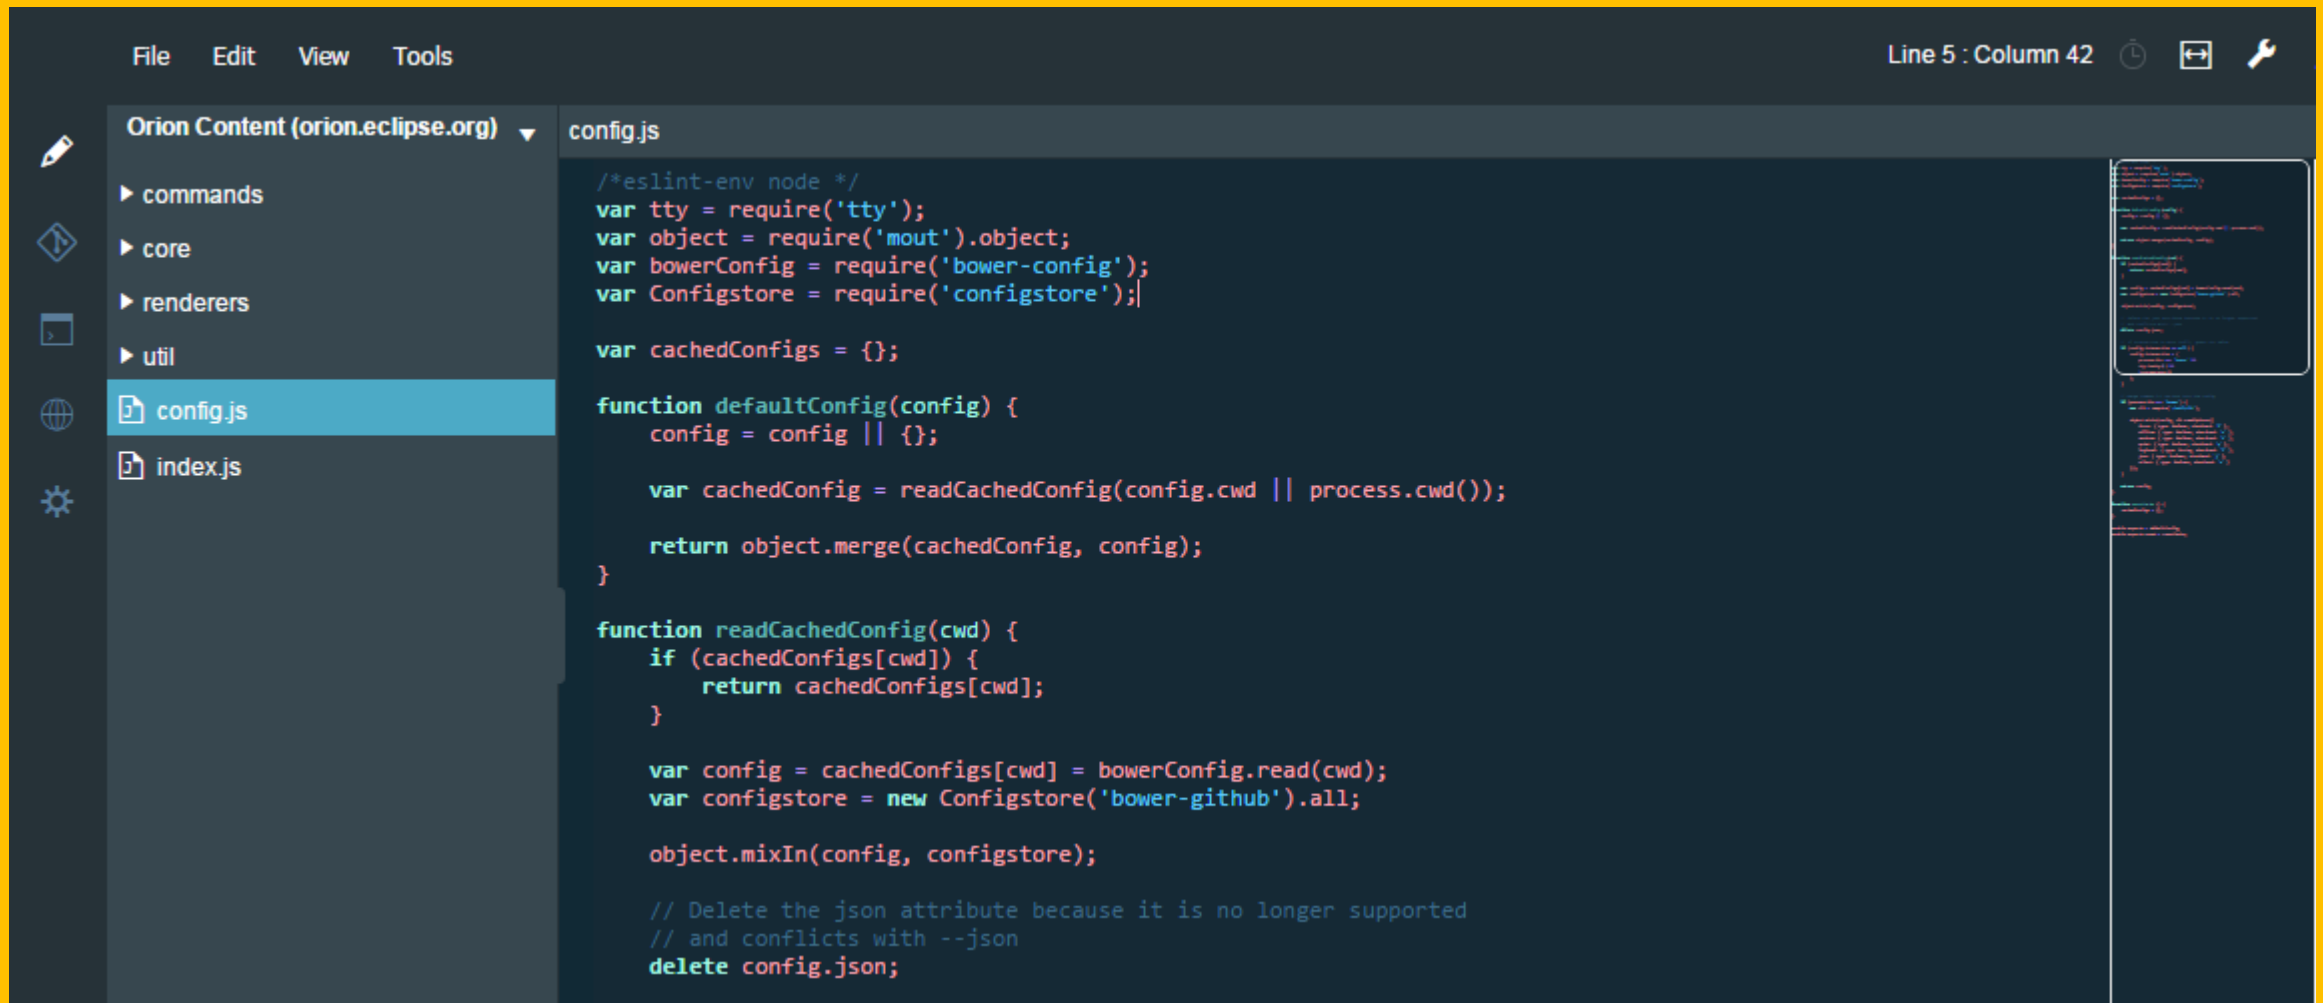 File Edit View Tools
Line 5 : Column 42
Orion Content (orion.eclipse.org)
commands
core
renderers
util
config.js
index.js
config.js
/*eslint-env node */
var tty = require('tty');
var object = require('mout').object;
var bowerConfig = require('bower-config');
var Configstore = require('configstore');
var cachedConfigs = {};
function defaultConfig(config) {
    config = config || {};
    var cachedConfig = readCachedConfig(config.cwd || process.cwd());
    return object.merge(cachedConfig, config);
}
function readCachedConfig(cwd) {
    if (cachedConfigs[cwd]) {
        return cachedConfigs[cwd];
    }
    var config = cachedConfigs[cwd] = bowerConfig.read(cwd);
    var configstore = new Configstore('bower-github').all;
    object.mixIn(config, configstore);
    // Delete the json attribute because it is no longer supported
    // and conflicts with --json
    delete config.json;